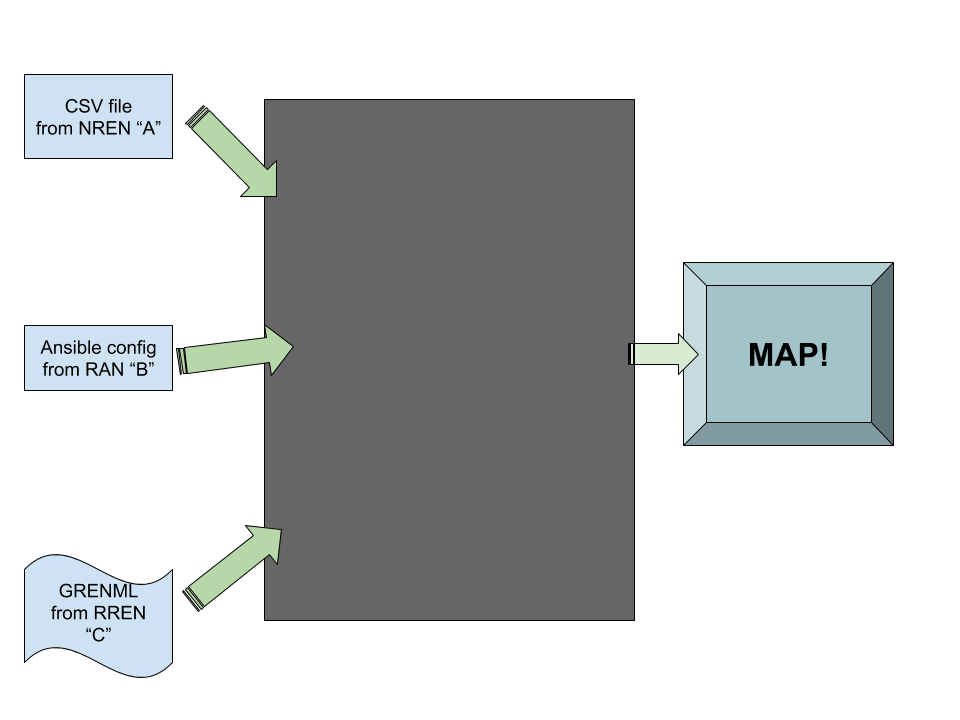 CSV file
from NREN “A”
Ansible config
from RAN “B”
MAP!
GRENML
from RREN
“C”